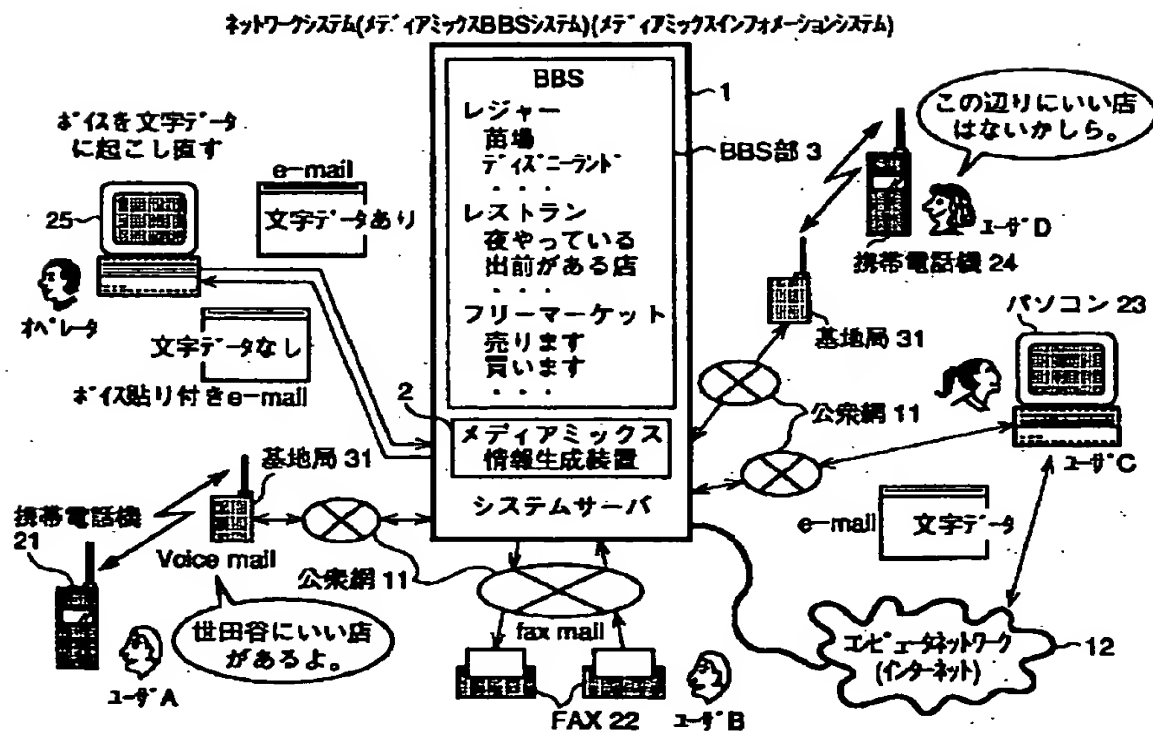 ネットワークシステム(メディアミックスBBSシステム)(メディアミックスインフォメーションシステム)
BBS
レジャー
苗場
ディズニーランド
・・・
レストラン
夜やっている
出前がある店
・・・
フリーマーケット
売ります
買います
・・・
1
BBS部 3
2
メディアミックス
情報生成装置
システムサーバ
ボイスを文字データ
に起こし直す
25
e-mail
文字データあり
オペレータ
文字データなし
ボイス貼り付きe-mail
基地局 31
携帯電話機
21
Voice mail
公衆網 11
世田谷にいい店
があるよ。
ユーザA
fax mail
FAX 22
ユーザB
この辺りにいい店
はないかしら。
ユーザD
携帯電話機 24
基地局 31
パソコン 23
公衆網 11
ユーザC
e-mail
文字データ
コンピュータネットワーク
(インターネット)
12